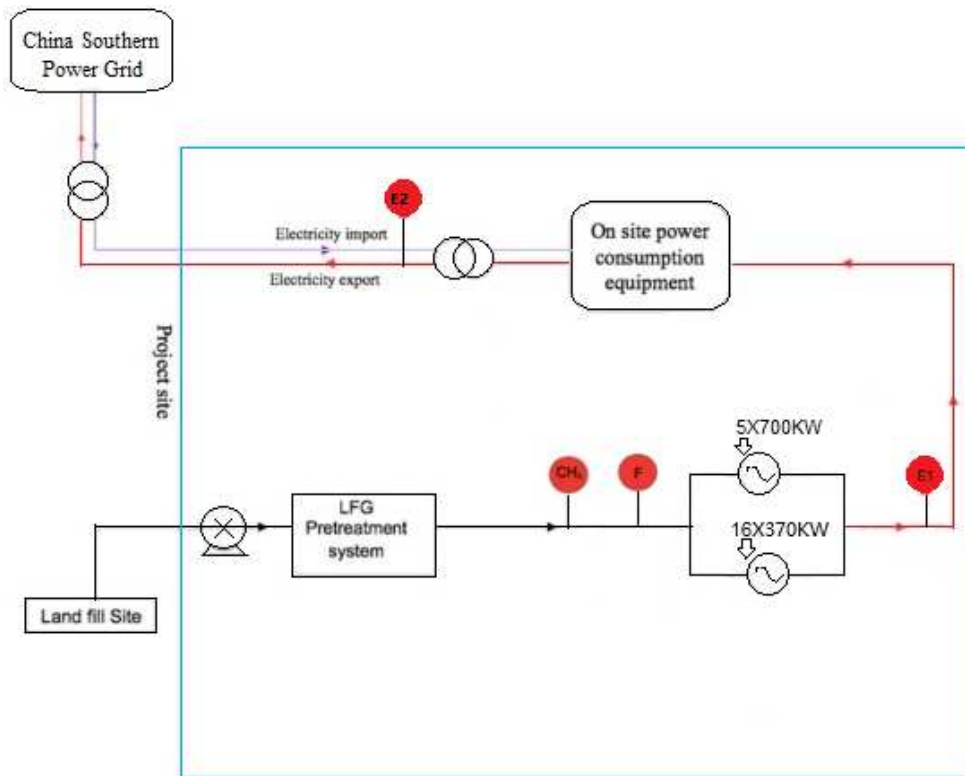 China Southern
Power Grid
E2
Electricity import
Electricity export
On site power
consumption
equipment
Project site
5X700KW
CH₄
F
E1
LFG
Pretreatment
system
16X370KW
Land fill Site